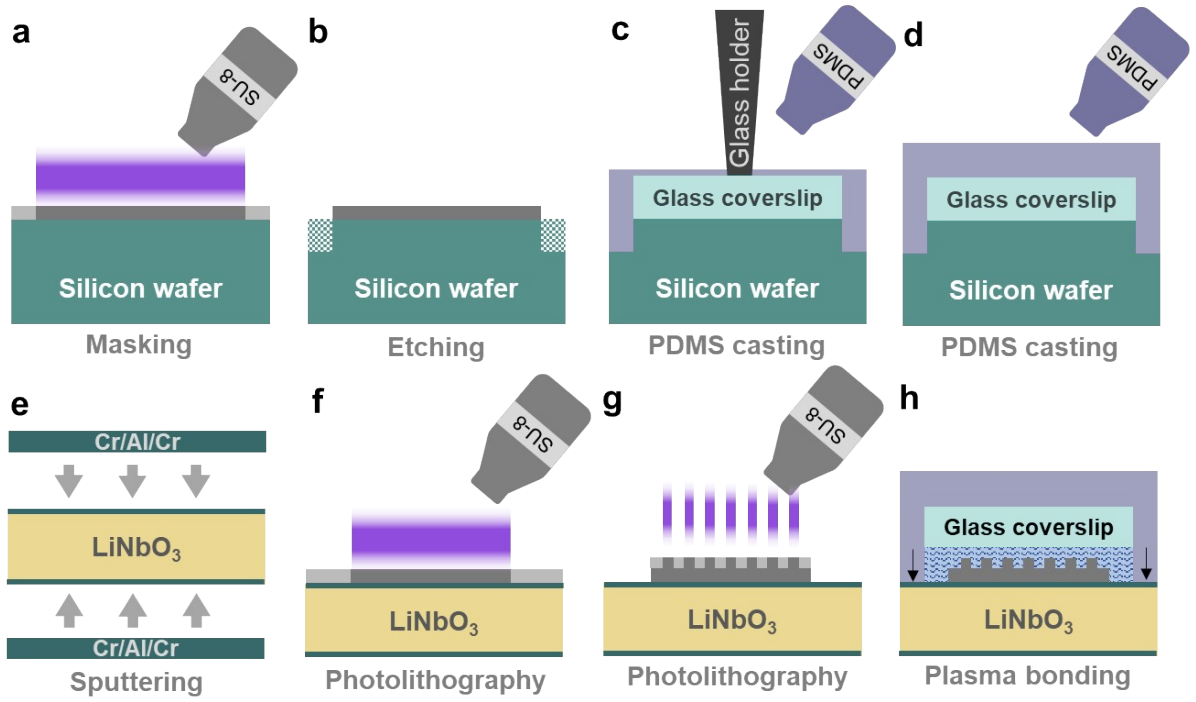 a
SU-8
Silicon wafer
Masking
b
Silicon wafer
Etching
c
Glass holder
PDMS
Glass coverslip
Silicon wafer
PDMS casting
d
PDMS
Glass coverslip
Silicon wafer
PDMS casting
e
Cr/Al/Cr
LiNbO₃
Cr/Al/Cr
Sputtering
f
SU-8
LiNbO₃
Photolithography
g
SU-8
LiNbO₃
Photolithography
h
Glass coverslip
LiNbO₃
Plasma bonding